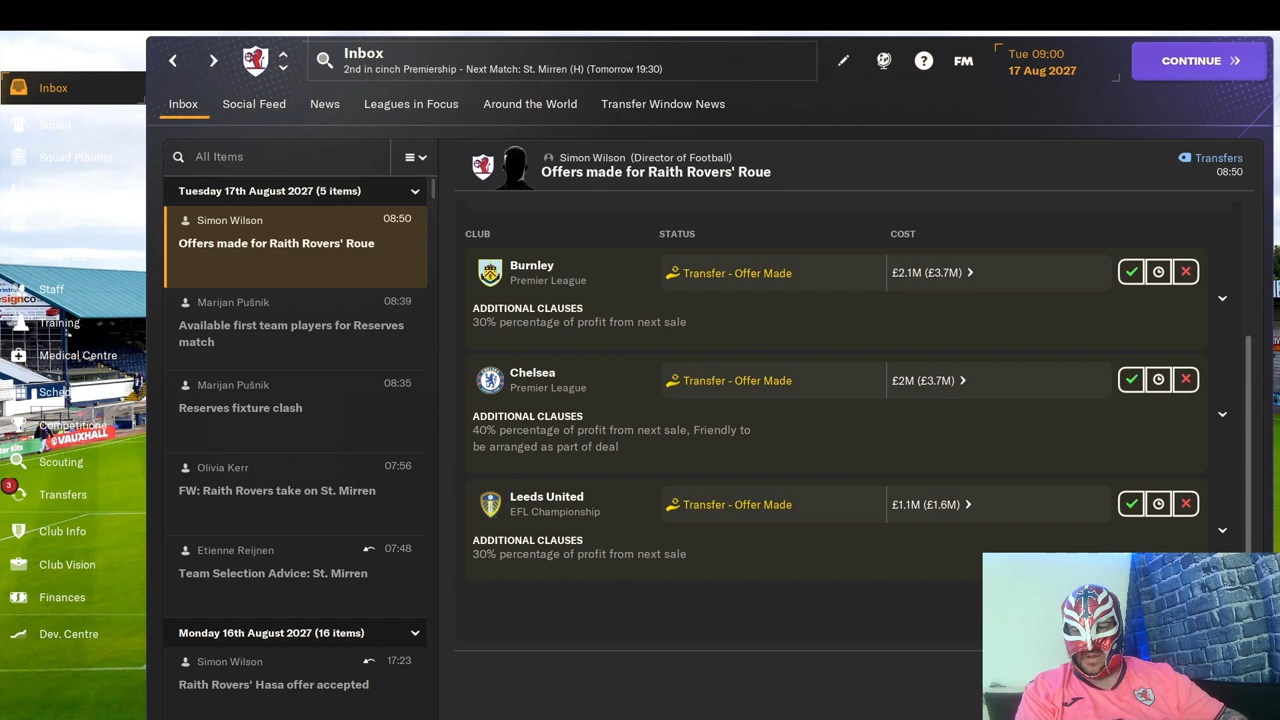 Inbox
2nd in cinch Premiership - Next Match: St. Mirren (H) (Tomorrow 19:30)
?
FM
Tue 09:00
17 Aug 2027
CONTINUE
Inbox
Squad
Squad Planner
Staff
Training
Medical Centre
Sched
Competitions
VAUXHALL
Scouting
3
Transfers
Club Info
Club Vision
Finances
Dev. Centre
Inbox
Social Feed
News
Leagues in Focus
Around the World
Transfer Window News
All Items
Tuesday 17th August 2027 (5 items)
Simon Wilson
08:50
Offers made for Raith Rovers' Roue
Marijan Pušnik
08:39
Available first team players for Reserves
match
Marijan Pušnik
08:35
Reserves fixture clash
Olivia Kerr
07:56
FW: Raith Rovers take on St. Mirren
Etienne Reijnen
07:48
Team Selection Advice: St. Mirren
Monday 16th August 2027 (16 items)
Simon Wilson
17:23
Raith Rovers' Hasa offer accepted
Simon Wilson (Director of Football)
Offers made for Raith Rovers' Roue
Transfers
08:50
CLUB
STATUS
COST
Burnley
Premier League
Transfer - Offer Made
£2.1M (£3.7M)
ADDITIONAL CLAUSES
30% percentage of profit from next sale
Chelsea
Premier League
Transfer - Offer Made
£2M (£3.7M)
ADDITIONAL CLAUSES
40% percentage of profit from next sale, Friendly to
be arranged as part of deal
Leeds United
EFL Championship
Transfer - Offer Made
£1.1M (£1.6M)
ADDITIONAL CLAUSES
30% percentage of profit from next sale